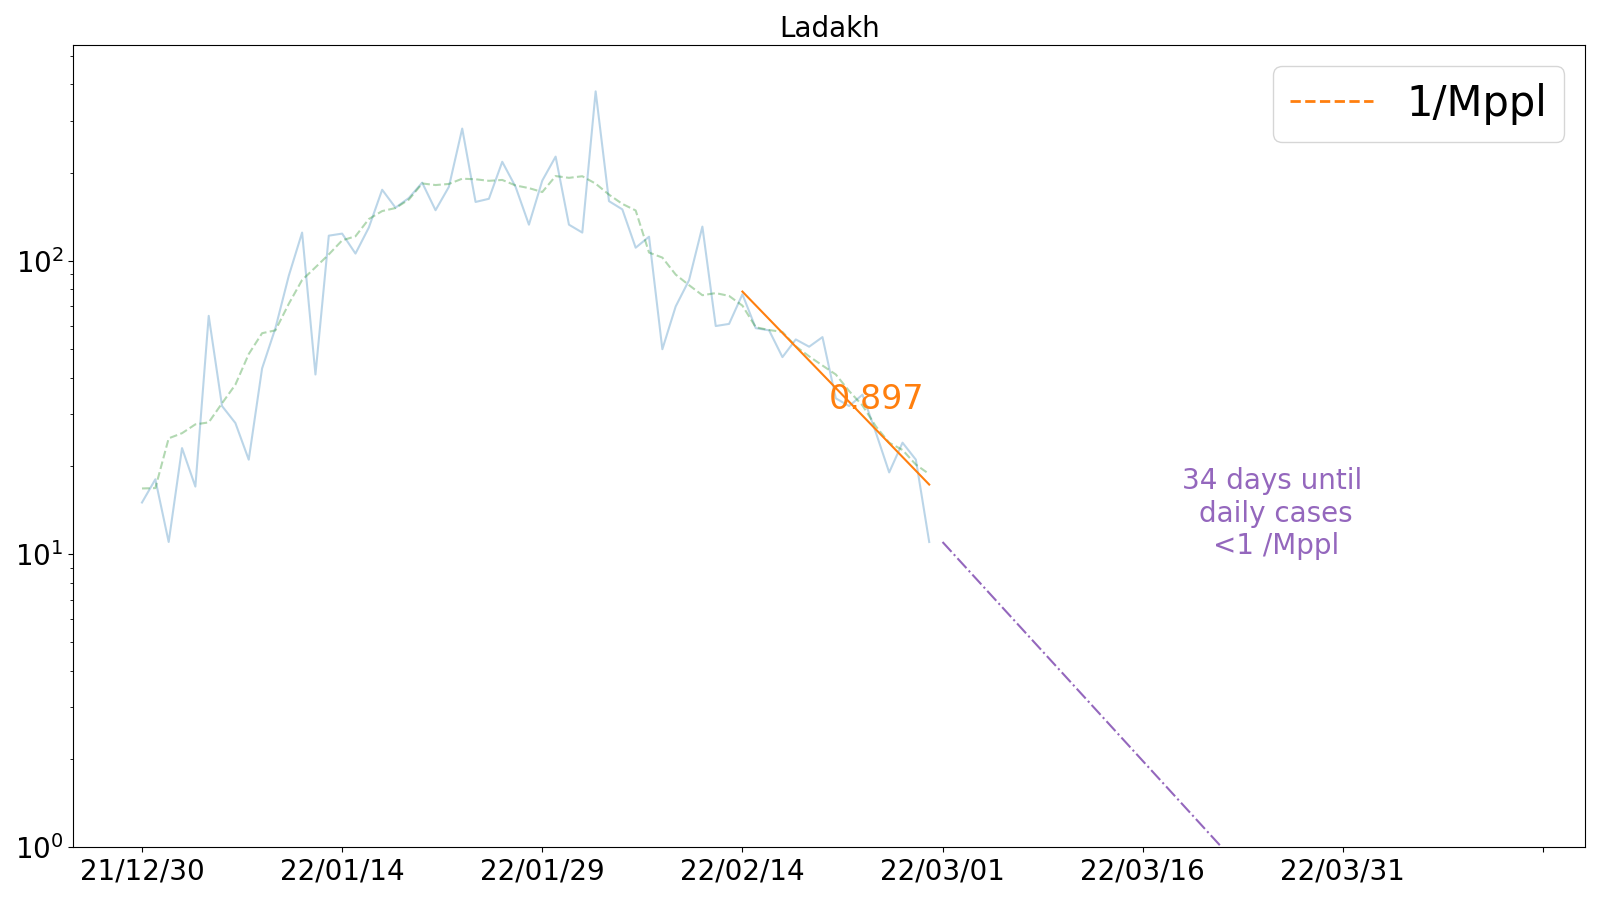 Ladakh
1/Mppl
10²
0.897
34 days until
daily cases
<1 /Mppl
10¹
10⁰
21/12/30 22/01/14 22/01/29 22/02/14 22/03/01 22/03/16 22/03/31